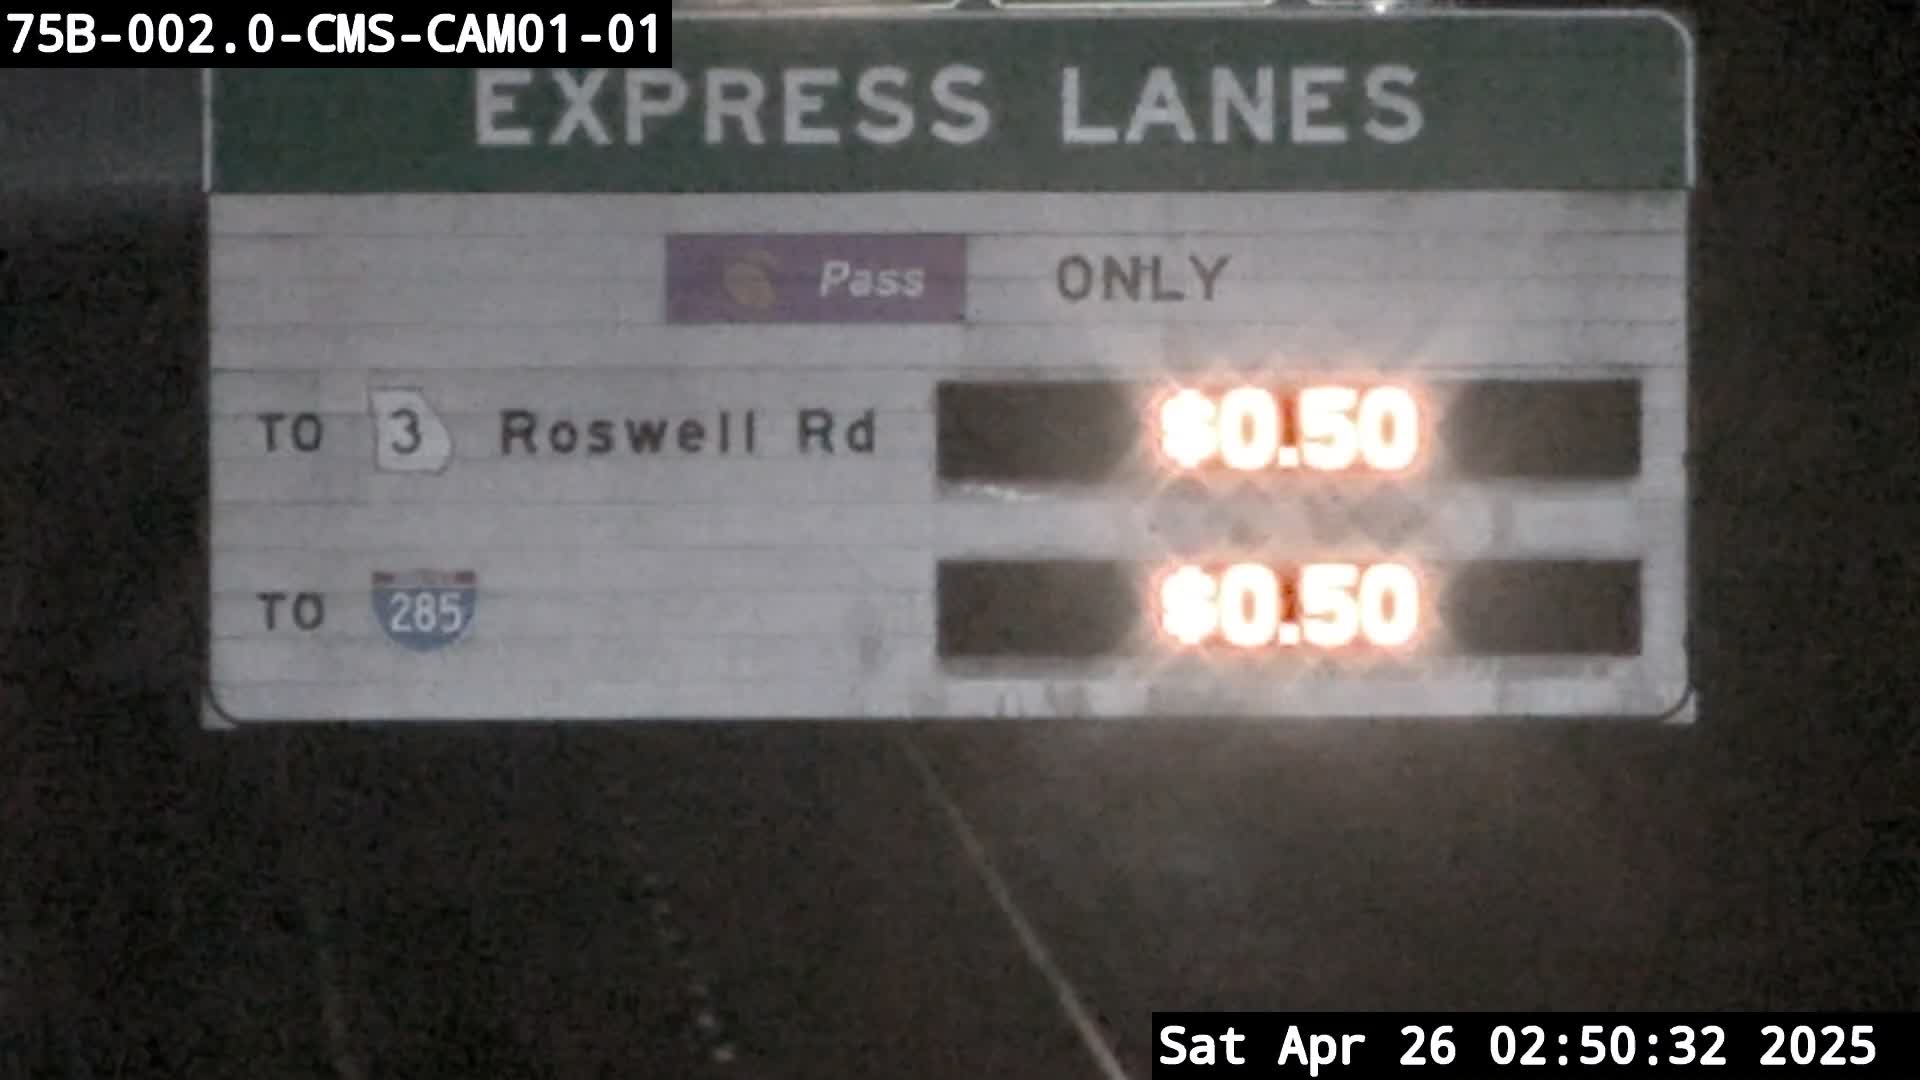 75B-002.0-CMS-CAM01-01
EXPRESS LANES
Pass ONLY
TO 3 Roswell Rd $0.50
TO 285 $0.50
Sat Apr 26 02:50:32 2025